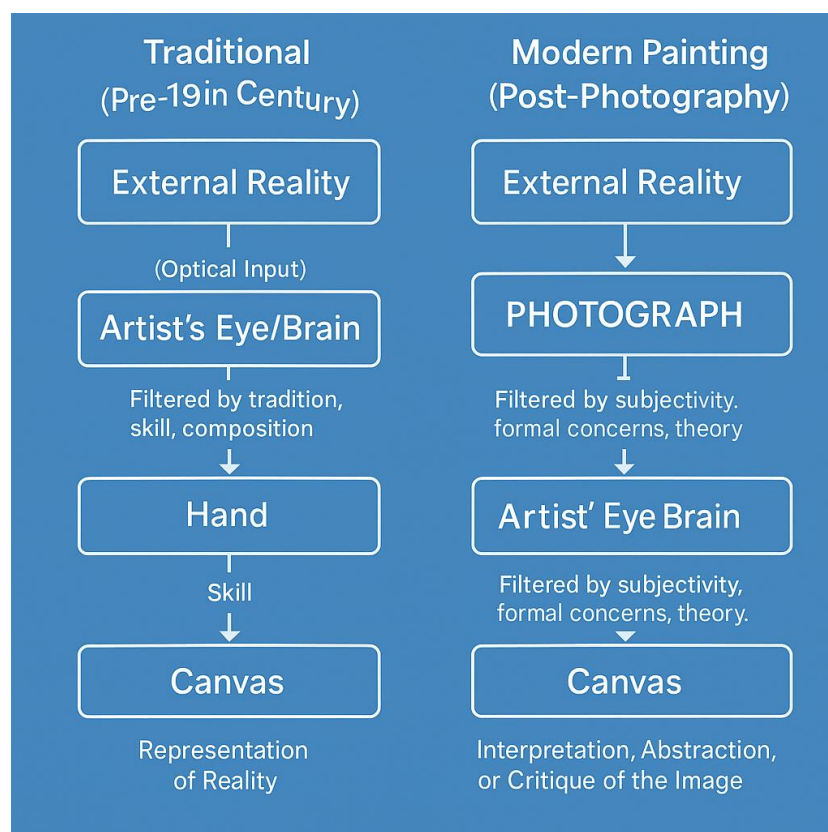 Traditional
(Pre-19in Century)
External Reality
(Optical Input)
Artist's Eye/Brain
Filtered by tradition,
skill, composition
Hand
Skill
Canvas
Representation
of Reality
Modern Painting
(Post-Photography)
External Reality
PHOTOGRAPH
Filtered by subjectivity.
formal concerns, theory
Artist' Eye Brain
Filtered by subjectivity,
formal concerns, theory.
Canvas
Interpretation, Abstraction,
or Critique of the Image